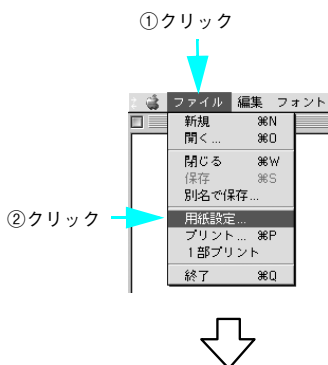 ①クリック
ファイル 編集 フォント
新規 ⌘N
開く... ⌘O
閉じる ⌘W
保存 ⌘S
別名で保存...
②クリック
用紙設定...
プリント... ⌘P
1部プリント
終了 ⌘Q